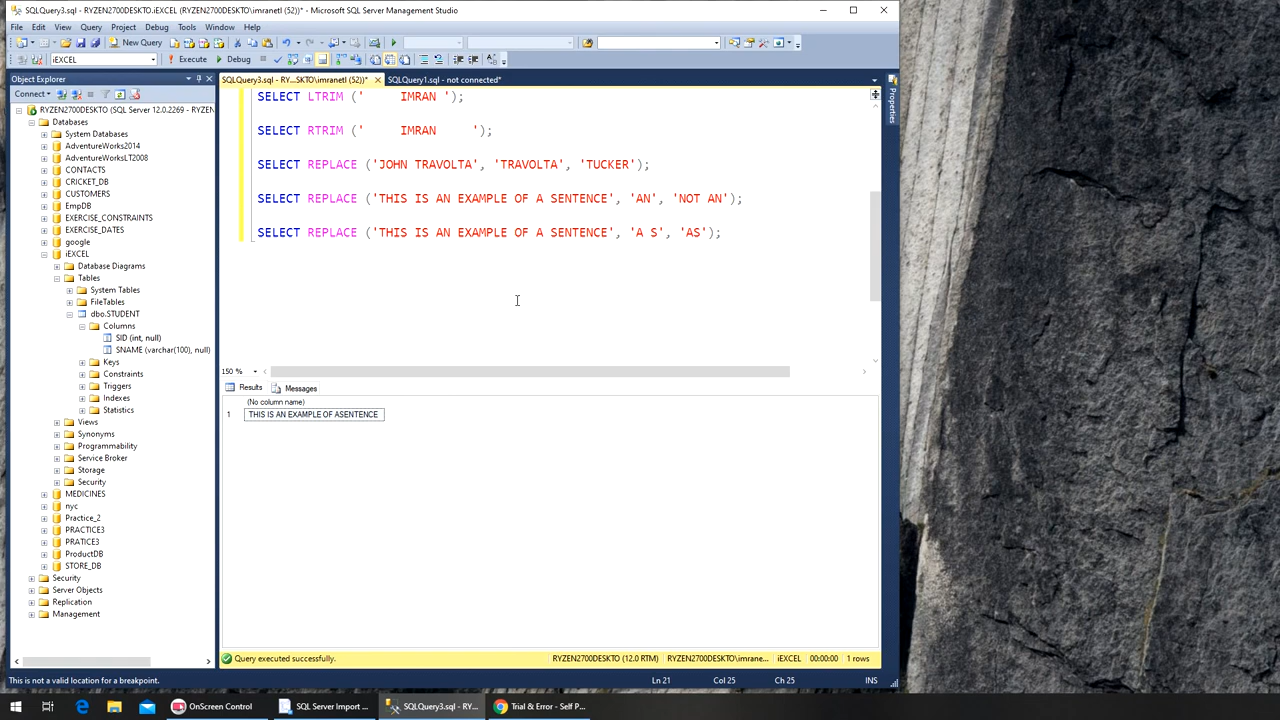 SQLQuery3.sql - RYZEN2700DESKTO.iEXCEL (RYZEN2700DESKTO\imranetl (52))* - Microsoft SQL Server Management Studio
File Edit View Query Project Debug Tools Window Help
New Query
iEXCEL Execute Debug
Object Explorer
Connect
RYZEN2700DESKTO (SQL Server 12.0.2269 - RYZEN
Databases
System Databases
AdventureWorks2014
AdventureWorksLT2008
CONTACTS
CRICKET_DB
CUSTOMERS
EmpDB
EXERCISE_CONSTRAINTS
EXERCISE_DATES
google
iEXCEL
Database Diagrams
Tables
System Tables
FileTables
dbo.STUDENT
Columns
SID (int, null)
SNAME (varchar(100), null)
Keys
Constraints
Triggers
Indexes
Statistics
Views
Synonyms
Programmability
Service Broker
Storage
Security
MEDICINES
nyc
Practice_2
PRACTICE3
PRATICE3
ProductDB
STORE_DB
Security
Server Objects
Replication
Management
SQLQuery3.sql - RY...SKTO\imranetl (52))* SQLQuery1.sql - not connected*
SELECT LTRIM ('     IMRAN ');
SELECT RTRIM ('     IMRAN     ');
SELECT REPLACE ('JOHN TRAVOLTA', 'TRAVOLTA', 'TUCKER');
SELECT REPLACE ('THIS IS AN EXAMPLE OF A SENTENCE', 'AN', 'NOT AN');
SELECT REPLACE ('THIS IS AN EXAMPLE OF A SENTENCE', 'A S', 'AS');
150 %
Results Messages
(No column name)
1 THIS IS AN EXAMPLE OF ASENTENCE
Query executed successfully. RYZEN2700DESKTO (12.0 RTM) RYZEN2700DESKTO\imrane... iEXCEL 00:00:00 1 rows
Properties
This is not a valid location for a breakpoint. Ln 21 Col 25 Ch 25 INS
OnScreen Control SQL Server Import ... SQLQuery3.sql - RY... Trial & Error - Self P...